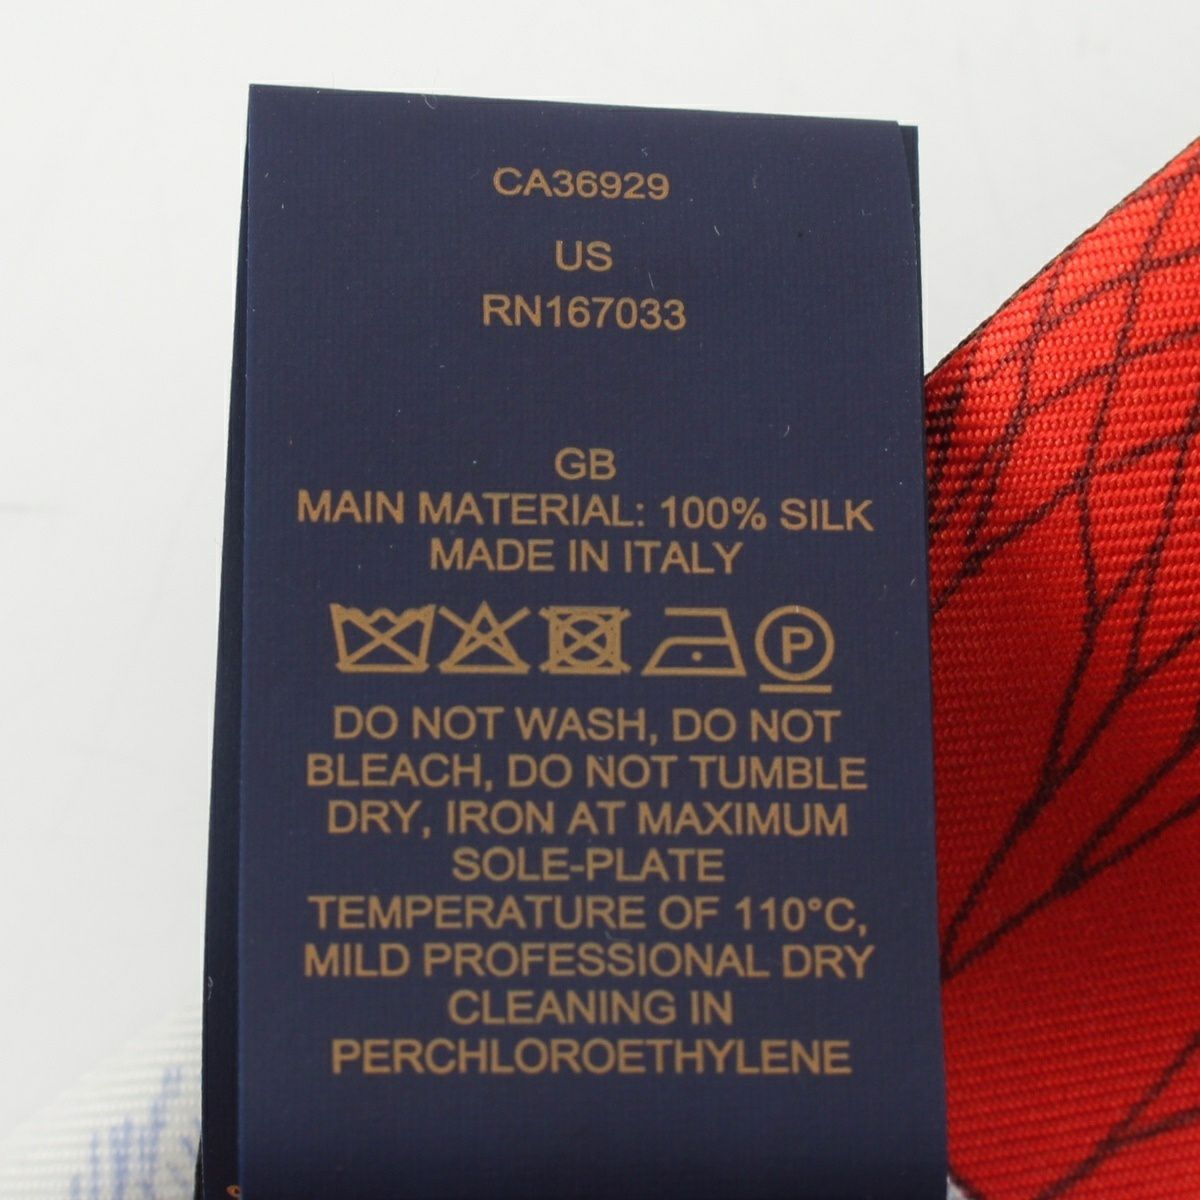 CA36929
US
RN167033
GB
MAIN MATERIAL: 100% SILK
MADE IN ITALY
P
DO NOT WASH, DO NOT
BLEACH, DO NOT TUMBLE
DRY, IRON AT MAXIMUM
SOLE-PLATE
TEMPERATURE OF 110°C,
MILD PROFESSIONAL DRY
CLEANING IN
PERCHLOROETHYLENE